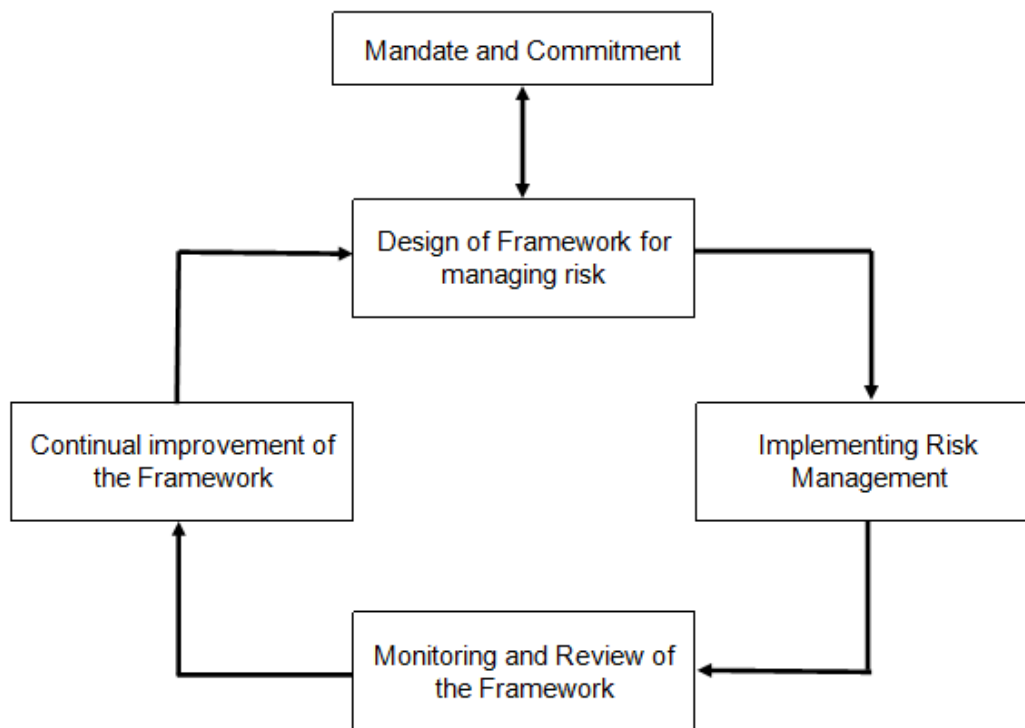 Mandate and Commitment
Design of Framework for
managing risk
Continual improvement of
the Framework
Implementing Risk
Management
Monitoring and Review of
the Framework